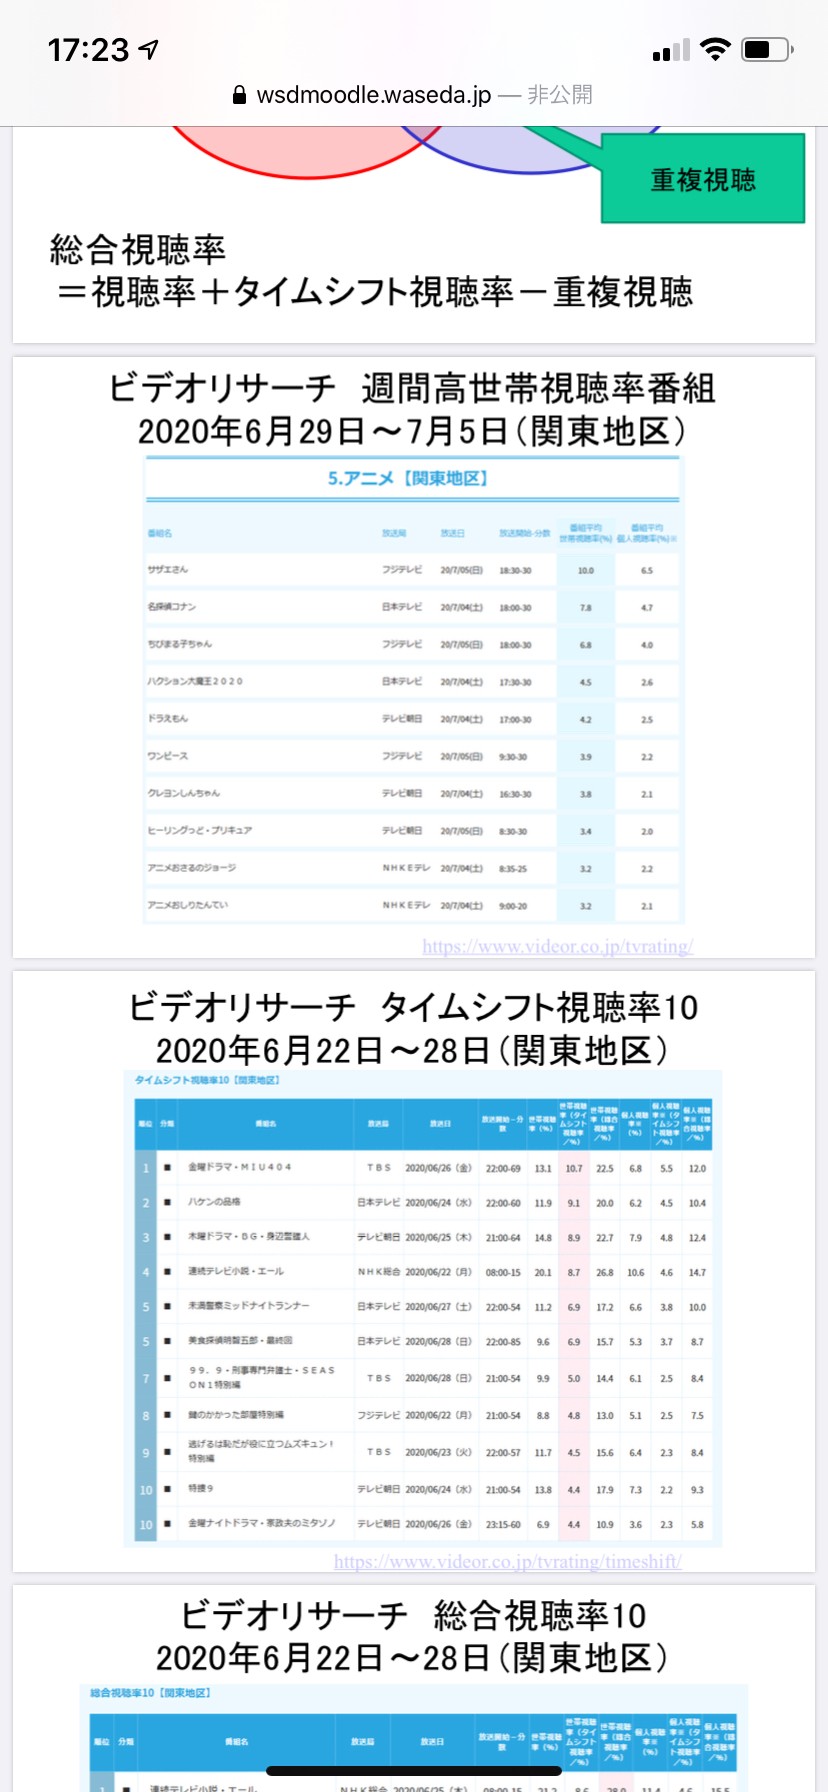 17:23
wsdmoodle.waseda.jp — 非公開
重複視聴
総合視聴率
＝視聴率＋タイムシフト視聴率－重複視聴
ビデオリサーチ 週間高世帯視聴率番組
2020年6月29日～7月5日（関東地区）
5.アニメ【関東地区】
番組名 放送局 放送日 放送開始-分数 番組平均世帯視聴率(%) 番組平均個人視聴率(%)※
サザエさん フジテレビ 20/7/05(日) 18:30-30 10.0 6.5
名探偵コナン 日本テレビ 20/7/04(土) 18:00-30 7.8 4.7
ちびまる子ちゃん フジテレビ 20/7/05(日) 18:00-30 6.8 4.0
ハクション大魔王２０２０ 日本テレビ 20/7/04(土) 17:30-30 4.5 2.6
ドラえもん テレビ朝日 20/7/04(土) 17:00-30 4.2 2.5
ワンピース フジテレビ 20/7/05(日) 9:30-30 3.9 2.2
クレヨンしんちゃん テレビ朝日 20/7/04(土) 16:30-30 3.8 2.1
ヒーリングっど・プリキュア テレビ朝日 20/7/05(日) 8:30-30 3.4 2.0
アニメおさるのジョージ ＮＨＫＥテレ 20/7/04(土) 8:35-25 3.2 2.2
アニメおしりたんてい ＮＨＫＥテレ 20/7/04(土) 9:00-20 3.2 2.1
https://www.videor.co.jp/tvrating/
ビデオリサーチ タイムシフト視聴率10
2020年6月22日～28日（関東地区）
タイムシフト視聴率10【関東地区】
順位 分類 番組名 放送局 放送日 放送開始－分数 世帯視聴率（%） 世帯視聴率（タイムシフト視聴率／%） 世帯視聴率（総合視聴率／%） 個人視聴率※（%） 個人視聴率※（タイムシフト視聴率／%） 個人視聴率※（総合視聴率／%）
1 ■ 金曜ドラマ・ＭＩＵ４０４ ＴＢＳ 2020/06/26（金） 22:00-69 13.1 10.7 22.5 6.8 5.5 12.0
2 ■ ハケンの品格 日本テレビ 2020/06/24（水） 22:00-60 11.9 9.1 20.0 6.2 4.5 10.4
3 ■ 木曜ドラマ・ＢＧ・身辺警護人 テレビ朝日 2020/06/25（木） 21:00-64 14.8 8.9 22.7 7.9 4.8 12.4
4 ■ 連続テレビ小説・エール ＮＨＫ総合 2020/06/22（月） 08:00-15 20.1 8.7 26.8 10.6 4.6 14.7
5 ■ 未満警察ミッドナイトランナー 日本テレビ 2020/06/27（土） 22:00-54 11.2 6.9 17.2 6.6 3.8 10.0
5 ■ 美食探偵明智五郎・最終回 日本テレビ 2020/06/28（日） 22:00-85 9.6 6.9 15.7 5.3 3.7 8.7
7 ■ ９９．９・刑事専門弁護士・ＳＥＡＳＯＮ１特別編 ＴＢＳ 2020/06/28（日） 21:00-54 9.9 5.0 14.4 6.1 2.5 8.4
8 ■ 鍵のかかった部屋特別編 フジテレビ 2020/06/22（月） 21:00-54 8.8 4.8 13.0 5.1 2.5 7.5
9 ■ 逃げるは恥だが役に立つムズキュン！特別編 ＴＢＳ 2020/06/23（火） 22:00-57 11.7 4.5 15.6 6.4 2.3 8.4
10 ■ 特捜９ テレビ朝日 2020/06/24（水） 21:00-54 13.8 4.4 17.9 7.3 2.2 9.3
10 ■ 金曜ナイトドラマ・家政夫のミタゾノ テレビ朝日 2020/06/26（金） 23:15-60 6.9 4.4 10.9 3.6 2.3 5.8
https://www.videor.co.jp/tvrating/timeshift/
ビデオリサーチ 総合視聴率10
2020年6月22日～28日（関東地区）
総合視聴率10【関東地区】
順位 分類 番組名 放送局 放送日 放送開始－分数 世帯視聴率（%） 世帯視聴率（タイムシフト視聴率／%） 世帯視聴率（総合視聴率／%） 個人視聴率※（%） 個人視聴率※（タイムシフト視聴率／%） 個人視聴率※（総合視聴率／%）
1 ■ 連続テレビ小説・エール ＮＨＫ総合 2020/06/25（木） 08:00-15 21.2 8.6 28.0 11.4 4.6 15.5